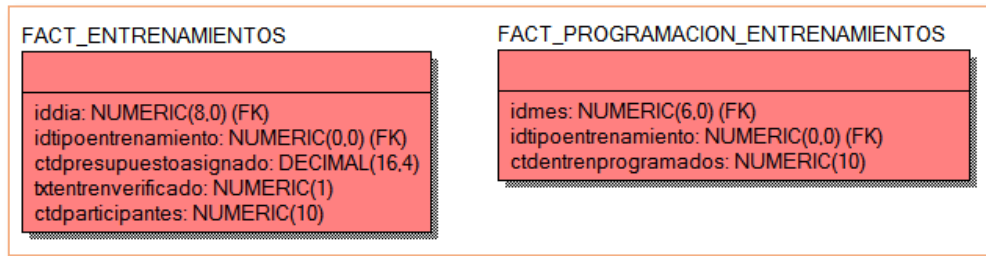 FACT_ENTRENAMIENTOS
iddia: NUMERIC(8,0) (FK)
idtipoentrenamiento: NUMERIC(0,0) (FK)
ctdpresupuestoasignado: DECIMAL(16,4)
txtentrenverificado: NUMERIC(1)
ctdparticipantes: NUMERIC(10)
FACT_PROGRAMACION_ENTRENAMIENTOS
idmes: NUMERIC(6,0) (FK)
idtipoentrenamiento: NUMERIC(0,0) (FK)
ctdentrenprogramados: NUMERIC(10)